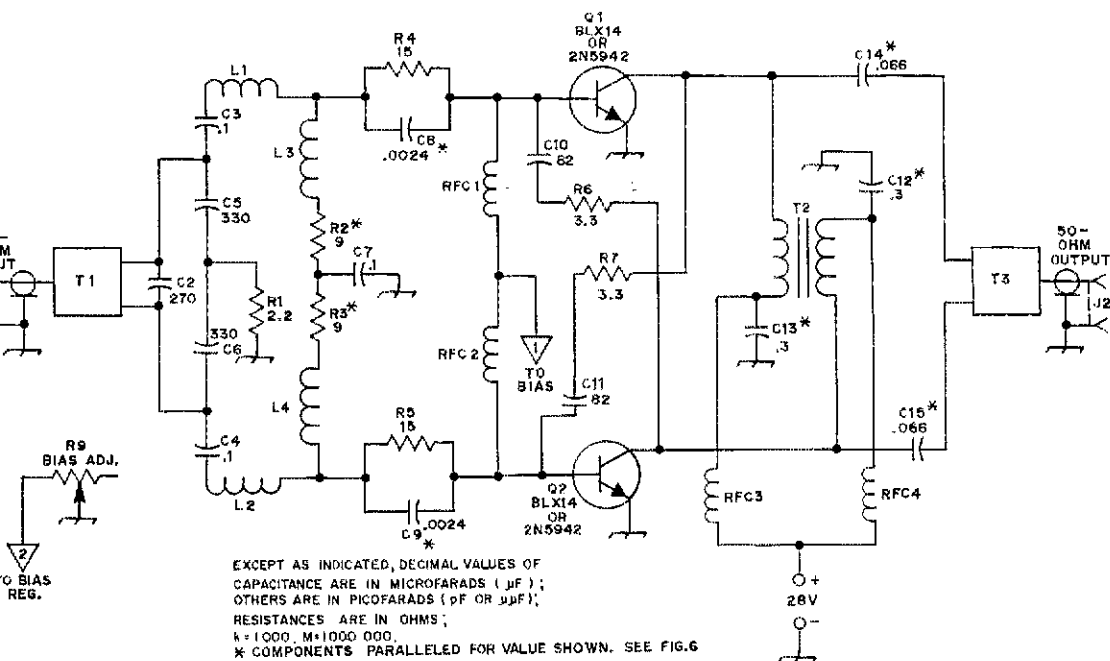 Q1
BLX14
OR
2N5942
R4
15
C14*
.066
L1
C3
.1
C8*
.0024
L3
C10
82
RFC1
R6
3.3
C12*
.3
C5
330
T2
R2*
9
C7
.1
R7
3.3
50-
OHM
OUTPUT
T1
C2
270
R1
2.2
T3
J2
R3*
9
C13*
.3
330
C6
RFC2
1
TO
BIAS
C11
82
L4
R5
15
C15*
.066
C4
.1
R9
BIAS ADJ.
L2
C9
.0024
*
Q2
BLX14
OR
2N5942
RFC3
RFC4
2
BIAS
REG.
+
28V
-
EXCEPT AS INDICATED, DECIMAL VALUES OF
CAPACITANCE ARE IN MICROFARADS (µF);
OTHERS ARE IN PICOFARADS (pF OR µµF);
RESISTANCES ARE IN OHMS;
k=1000, M=1000 000.
* COMPONENTS PARALLELED FOR VALUE SHOWN. SEE FIG.6